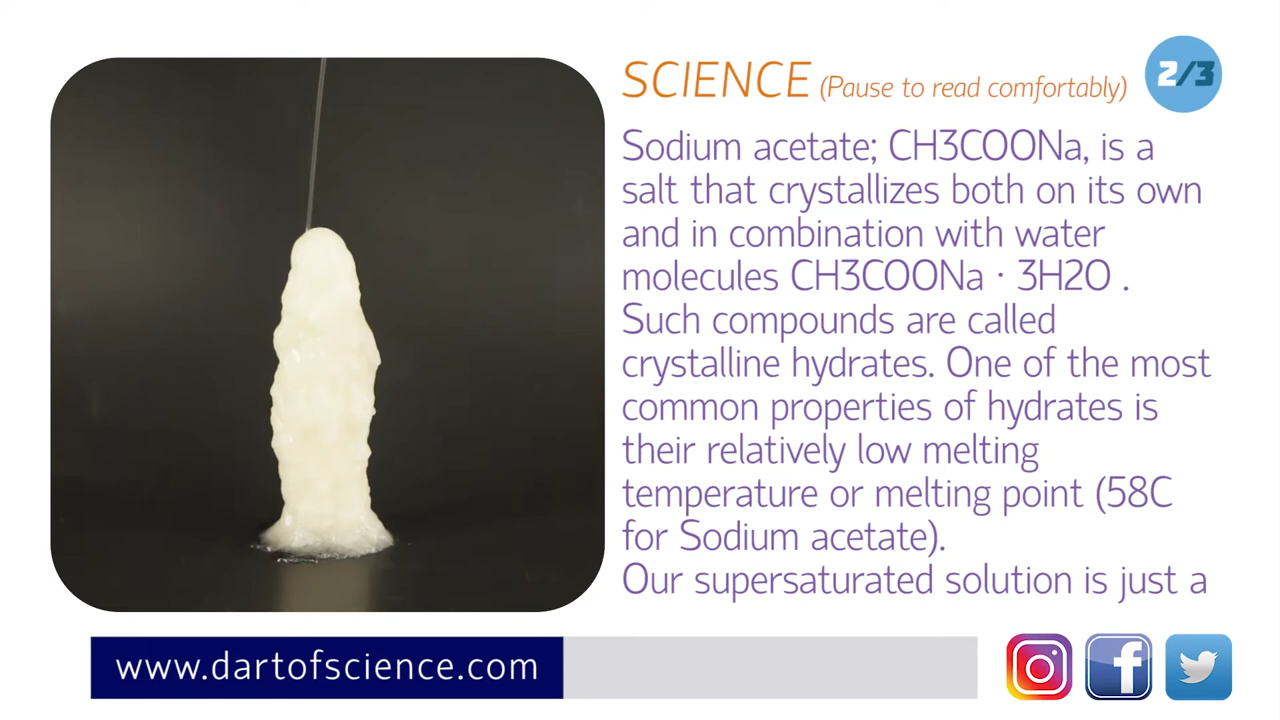 SCIENCE (Pause to read comfortably)
2/3
Sodium acetate; CH3COONa, is a
salt that crystallizes both on its own
and in combination with water
molecules CH3COONa · 3H2O .
Such compounds are called
crystalline hydrates. One of the most
common properties of hydrates is
their relatively low melting
temperature or melting point (58C
for Sodium acetate).
Our supersaturated solution is just a
www.dartofscience.com